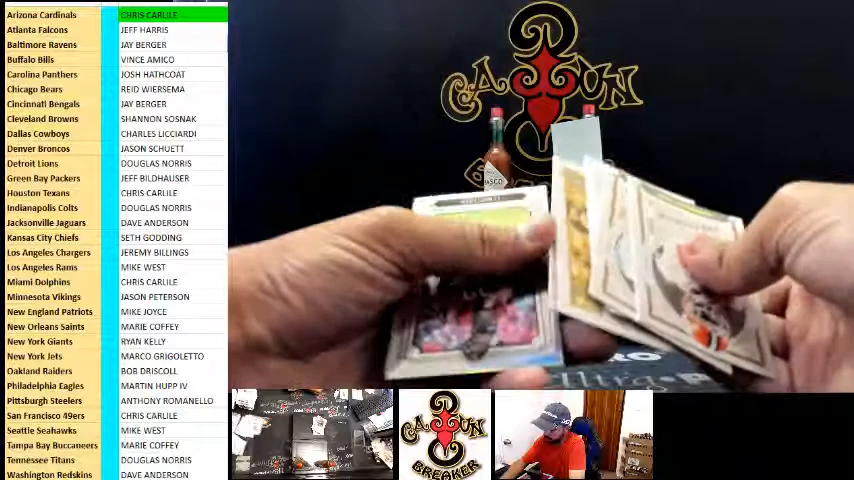 Arizona Cardinals CHRIS CARLILE
Atlanta Falcons JEFF HARRIS
Baltimore Ravens JAY BERGER
Buffalo Bills VINCE AMICO
Carolina Panthers JOSH HATHCOAT
Chicago Bears REID WIERSEMA
Cincinnati Bengals JAY BERGER
Cleveland Browns SHANNON SOSNAK
Dallas Cowboys CHARLES LICCIARDI
Denver Broncos JASON SCHUETT
Detroit Lions DOUGLAS NORRIS
Green Bay Packers JEFF BILDHAUSER
Houston Texans CHRIS CARLILE
Indianapolis Colts DOUGLAS NORRIS
Jacksonville Jaguars DAVE ANDERSON
Kansas City Chiefs SETH GODDING
Los Angeles Chargers JEREMY BILLINGS
Los Angeles Rams MIKE WEST
Miami Dolphins CHRIS CARLILE
Minnesota Vikings JASON PETERSON
New England Patriots MIKE JOYCE
New Orleans Saints MARIE COFFEY
New York Giants RYAN KELLY
New York Jets MARCO GRIGOLETTO
Oakland Raiders BOB DRISCOLL
Philadelphia Eagles MARTIN HUPP IV
Pittsburgh Steelers ANTHONY ROMANELLO
San Francisco 49ers CHRIS CARLILE
Seattle Seahawks MIKE WEST
Tampa Bay Buccaneers MARIE COFFEY
Tennessee Titans DOUGLAS NORRIS
Washington Redskins DAVE ANDERSON
CAJUN
CAJUN
BREAKER